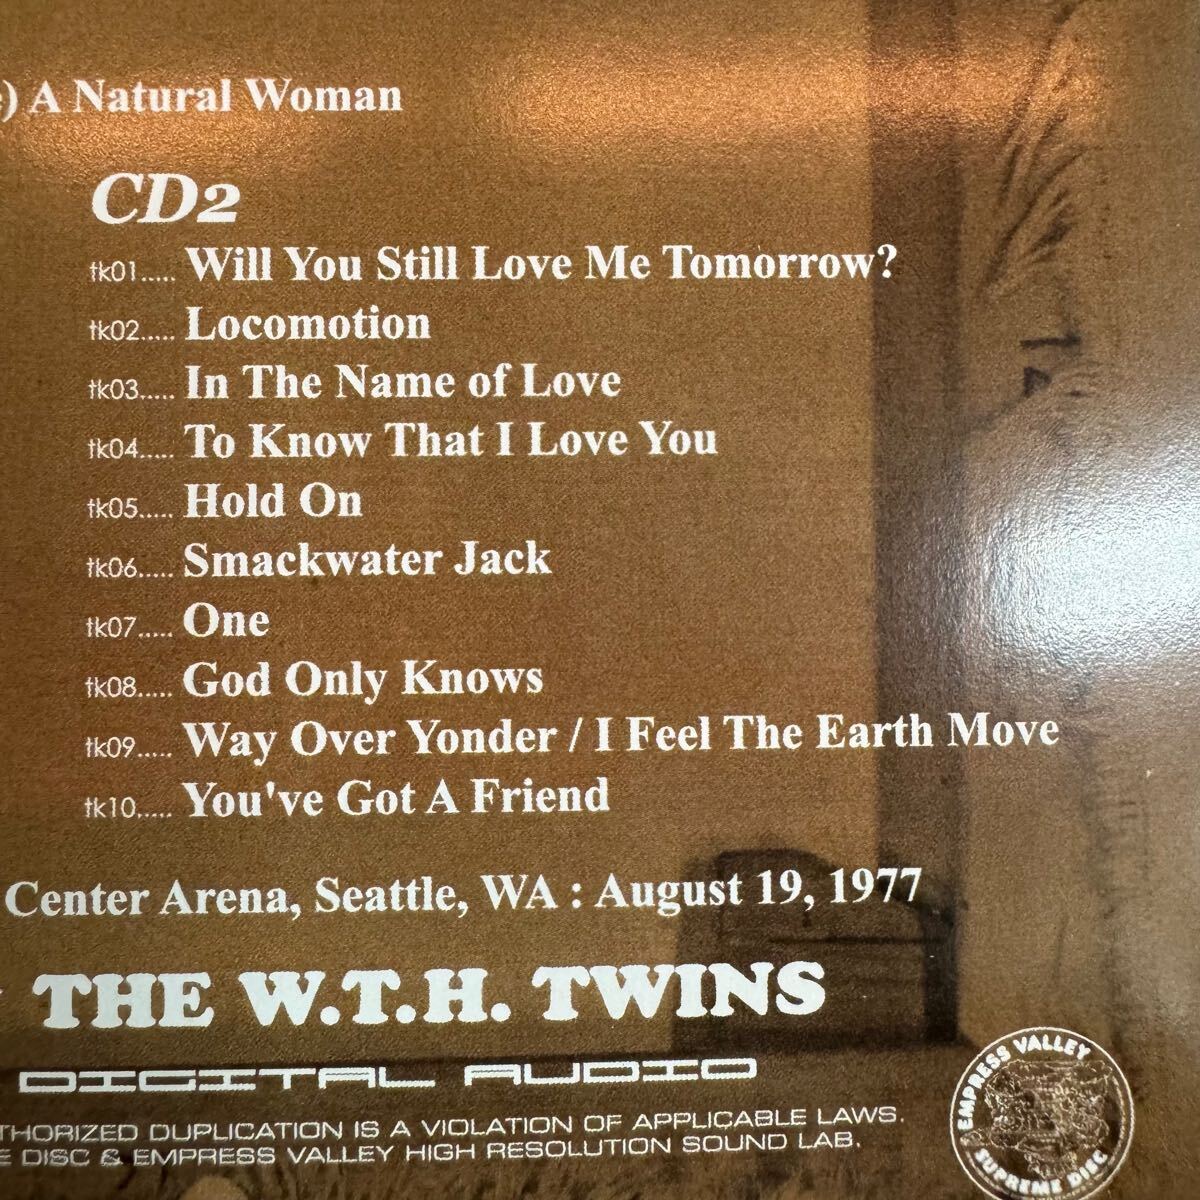 ) A Natural Woman
CD2
tk01..... Will You Still Love Me Tomorrow?
tk02..... Locomotion
tk03..... In The Name of Love
tk04..... To Know That I Love You
tk05..... Hold On
tk06..... Smackwater Jack
tk07..... One
tk08..... God Only Knows
tk09..... Way Over Yonder / I Feel The Earth Move
tk10..... You've Got A Friend
Center Arena, Seattle, WA : August 19, 1977
THE W.T.H. TWINS
DIGITAL AUDIO
THORIZED DUPLICATION IS A VIOLATION OF APPLICABLE LAWS.
E DISC & EMPRESS VALLEY HIGH RESOLUTION SOUND LAB.
EMPRESS VALLEY
SUPREME DISC